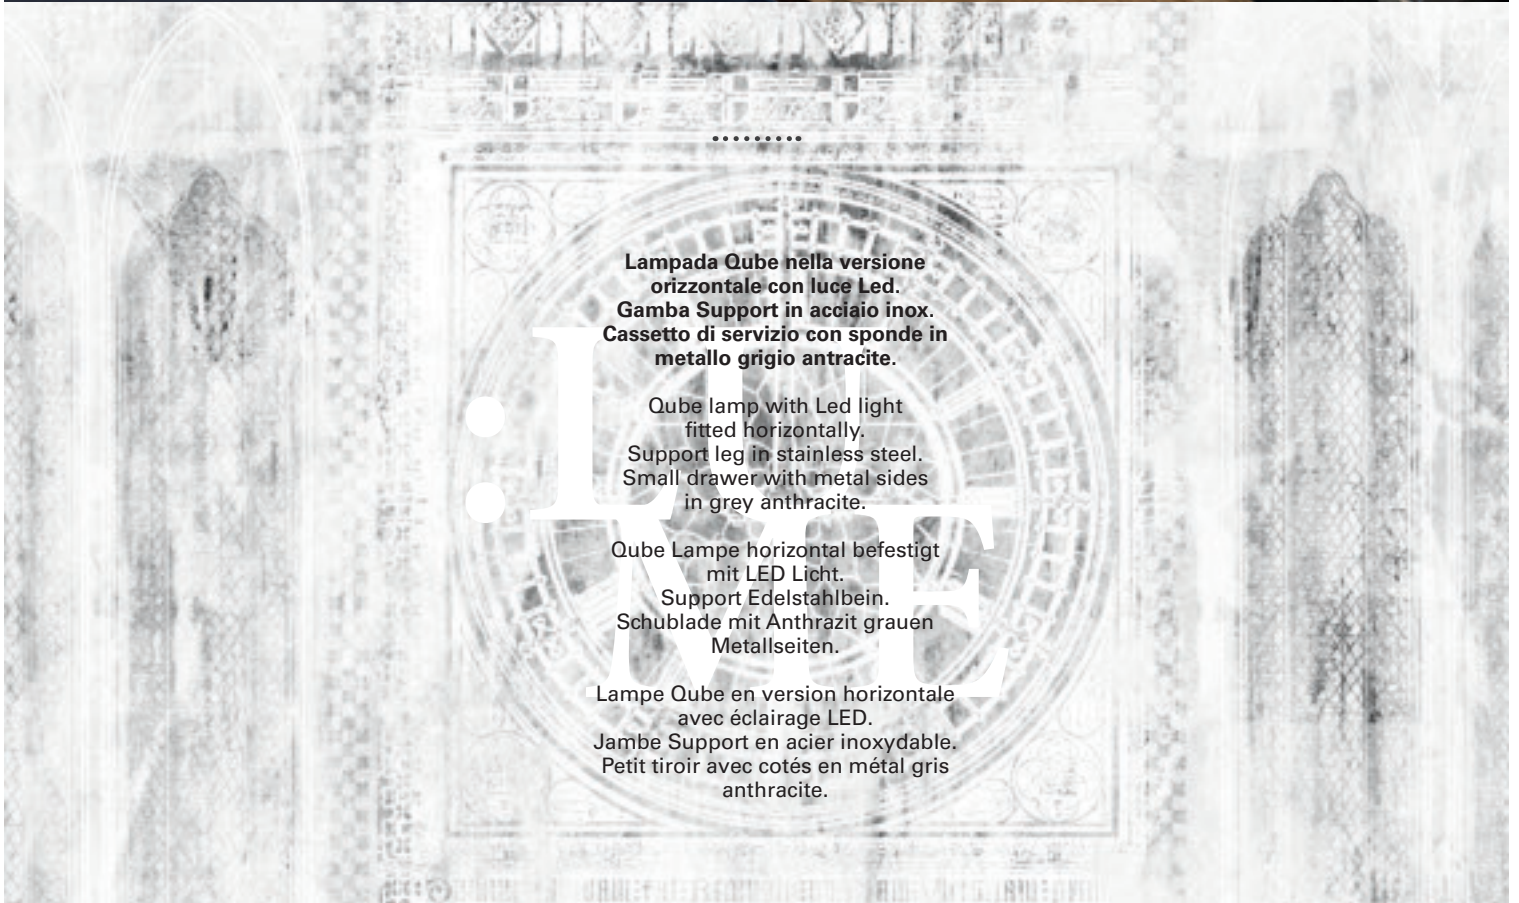 Lampada Qube nella versione
orizzontale con luce Led.
Gamba Support in acciaio inox.
Cassetto di servizio con sponde in
metallo grigio antracite.
Qube lamp with Led light
fitted horizontally.
Support leg in stainless steel.
Small drawer with metal sides
in grey anthracite.
Qube Lampe horizontal befestigt
mit LED Licht.
Support Edelstahlbein.
Schublade mit Anthrazit grauen
Metallseiten.
Lampe Qube en version horizontale
avec éclairage LED.
Jambe Support en acier inoxydable.
Petit tiroir avec cotés en métal gris
anthracite.
:LU
ME